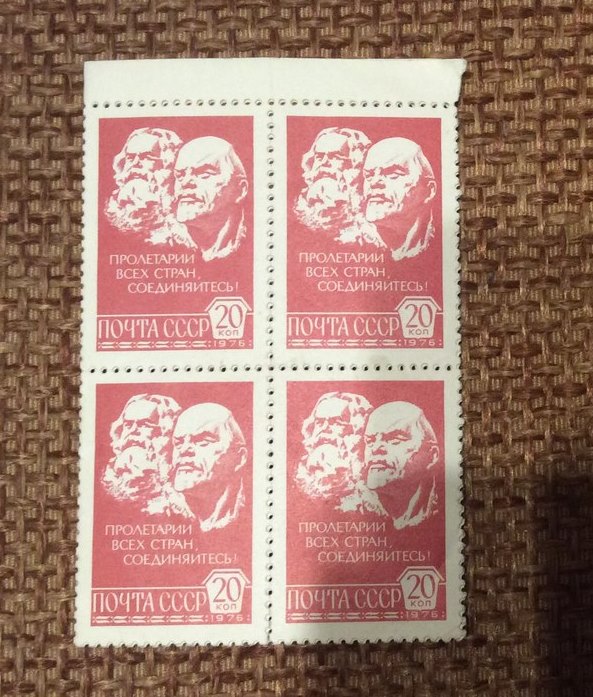 ПРОЛЕТАРИИ
ВСЕХ СТРАН,
СОЕДИНЯЙТЕСЬ!
ПОЧТА СССР 20
КОП
1976
ПРОЛЕТАРИИ
ВСЕХ СТРАН,
СОЕДИНЯЙТЕСЬ!
ПОЧТА СССР 20
КОП
1976
ПРОЛЕТАРИИ
ВСЕХ СТРАН,
СОЕДИНЯЙТЕСЬ!
ПОЧТА СССР 20
КОП
1976
ПРОЛЕТАРИИ
ВСЕХ СТРАН,
СОЕДИНЯЙТЕСЬ!
ПОЧТА СССР 20
КОП
1976